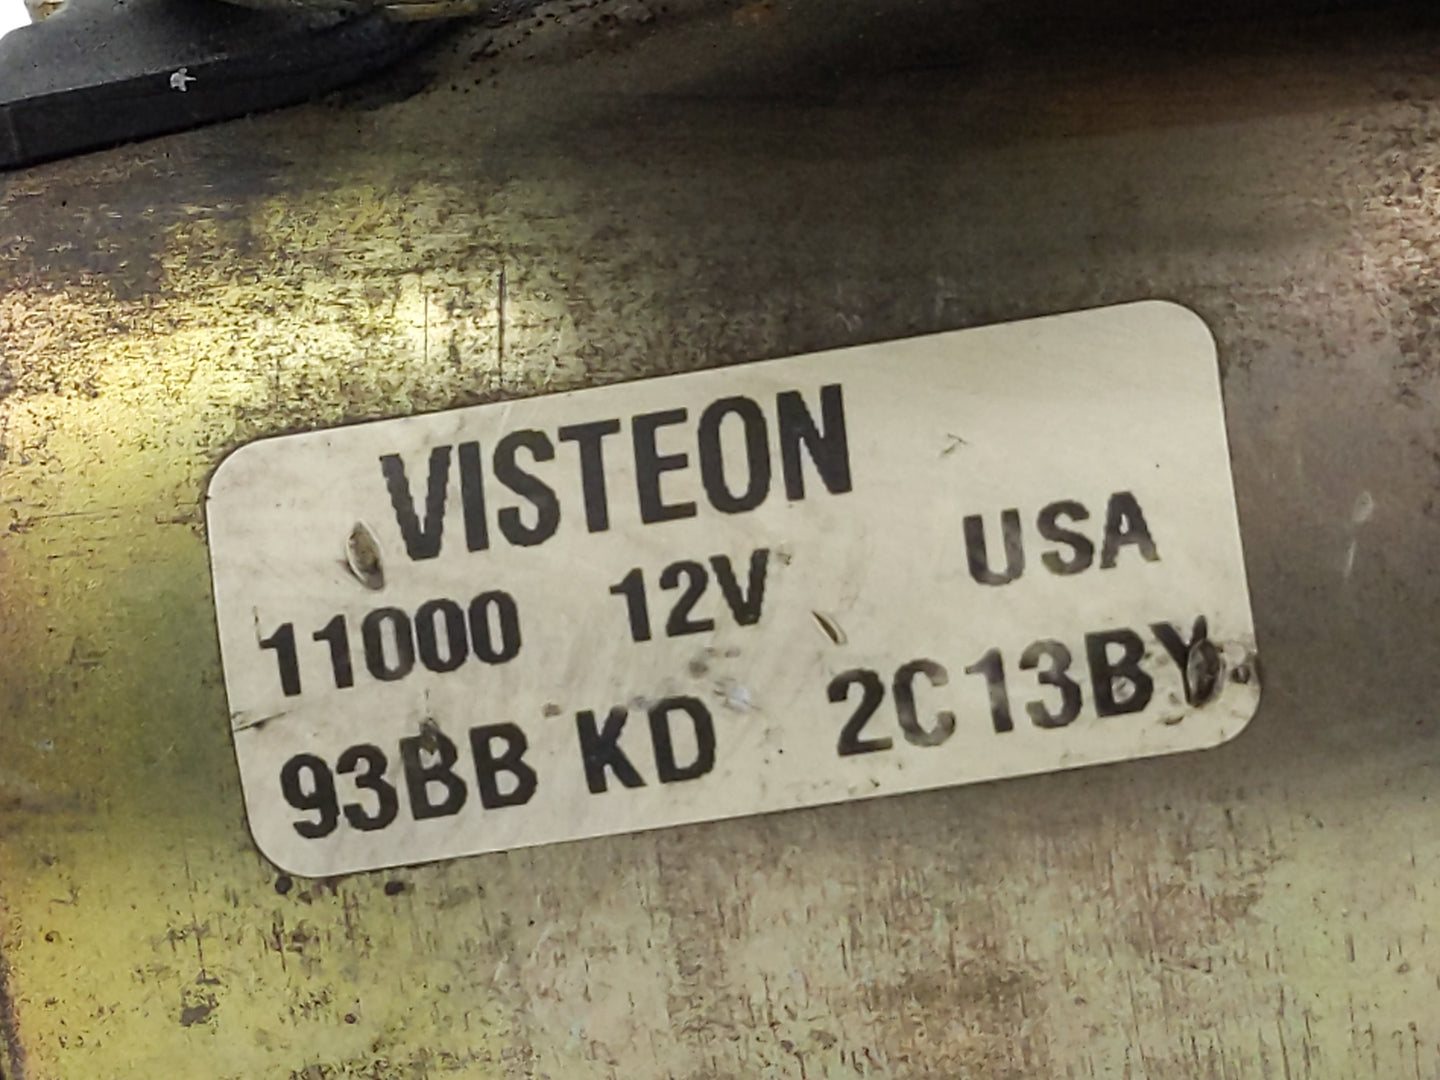 VISTEON
11000 12V USA
93BB KD 2C13BY